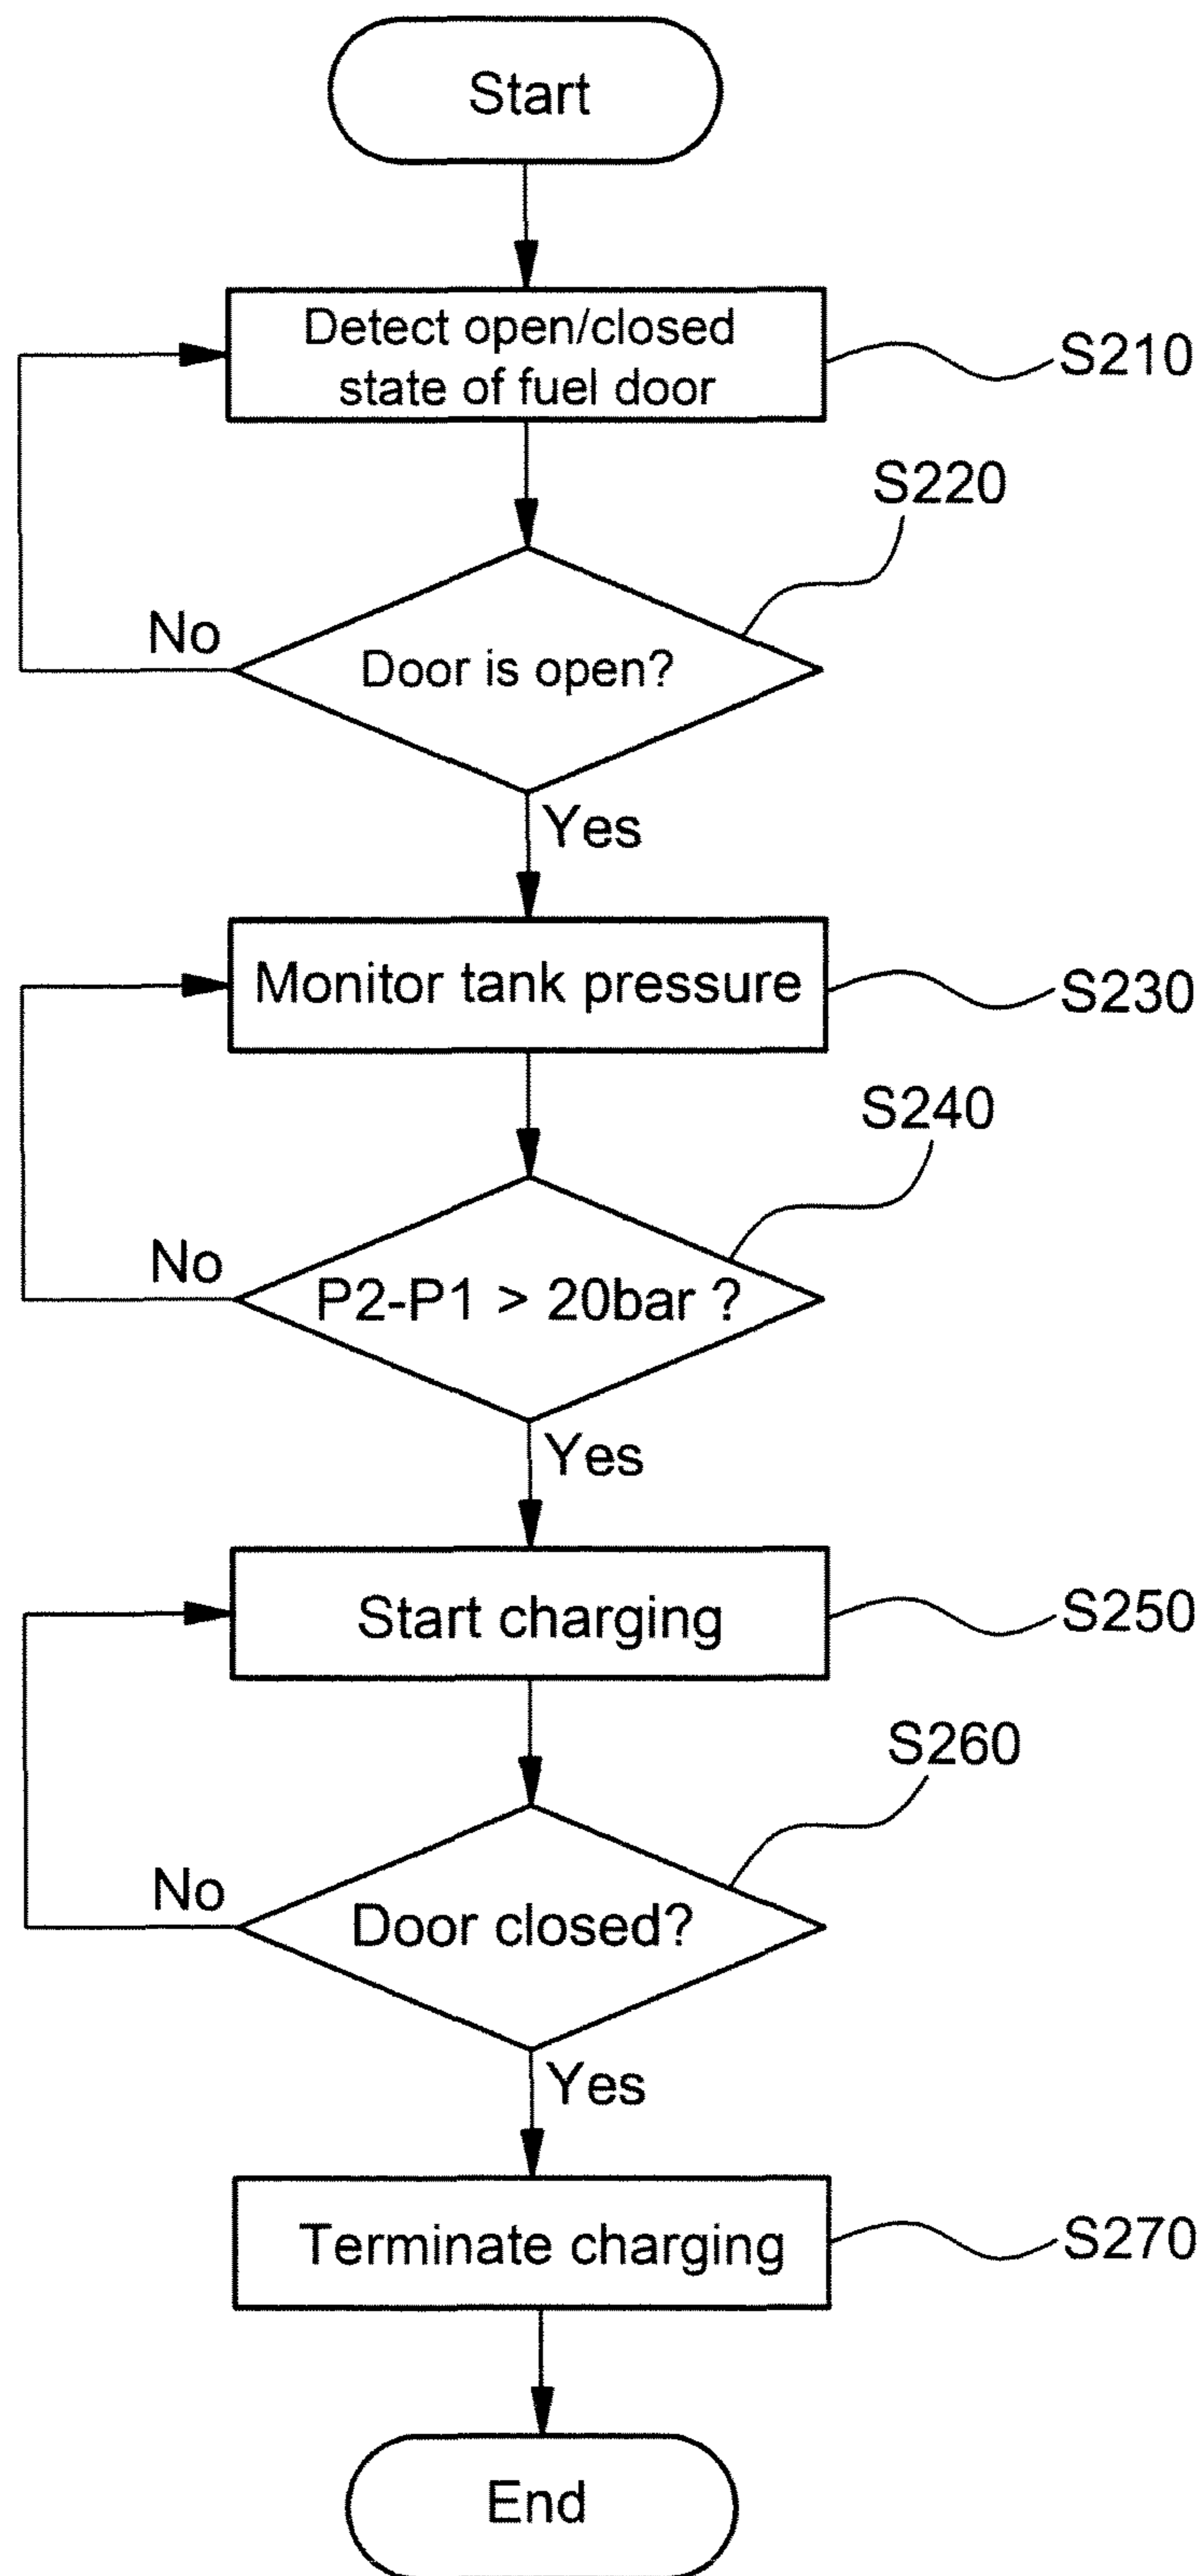 Start
Detect open/closed
state of fuel door
S210
S220
No
Door is open?
Yes
Monitor tank pressure
S230
S240
No
P2-P1 > 20bar ?
Yes
Start charging
S250
S260
No
Door closed?
Yes
Terminate charging
S270
End